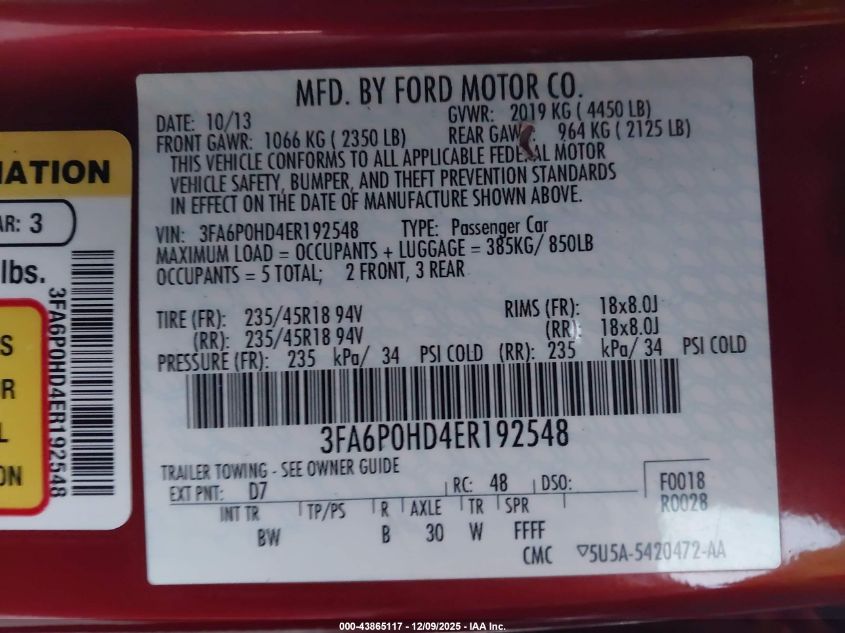 MFD. BY FORD MOTOR CO.
DATE: 10/13 GVWR: 2019 KG ( 4450 LB)
FRONT GAWR: 1066 KG ( 2350 LB) REAR GAW : 964 KG ( 2125 LB)
THIS VEHICLE CONFORMS TO ALL APPLICABLE FEDERAL MOTOR
VEHICLE SAFETY, BUMPER, AND THEFT PREVENTION STANDARDS
IN EFFECT ON THE DATE OF MANUFACTURE SHOWN ABOVE.
VIN: 3FA6P0HD4ER192548 TYPE: Passenger Car
MAXIMUM LOAD = OCCUPANTS + LUGGAGE = 385KG/ 850LB
OCCUPANTS = 5 TOTAL; 2 FRONT, 3 REAR
TIRE (FR): 235/45R18 94V RIMS (FR): 18x8.0J
(RR): 235/45R18 94V (RR): 18x8.0J
PRESSURE (FR): 235 kPa/ 34 PSI COLD (RR): 235 kPa/ 34 PSI COLD
3FA6P0HD4ER192548
TRAILER TOWING - SEE OWNER GUIDE
EXT PNT: D7 RC: 48 DSO: F0018
R0028
INT TR TP/PS R AXLE TR SPR
BW B 30 W FFFF
CMC ▽5U5A-5420472-AA
MATION
AR: 3
lbs.
3FA6P0HD4ER192548
S
R
L
ON
000-43865117 - 12/09/2025 - IAA Inc.